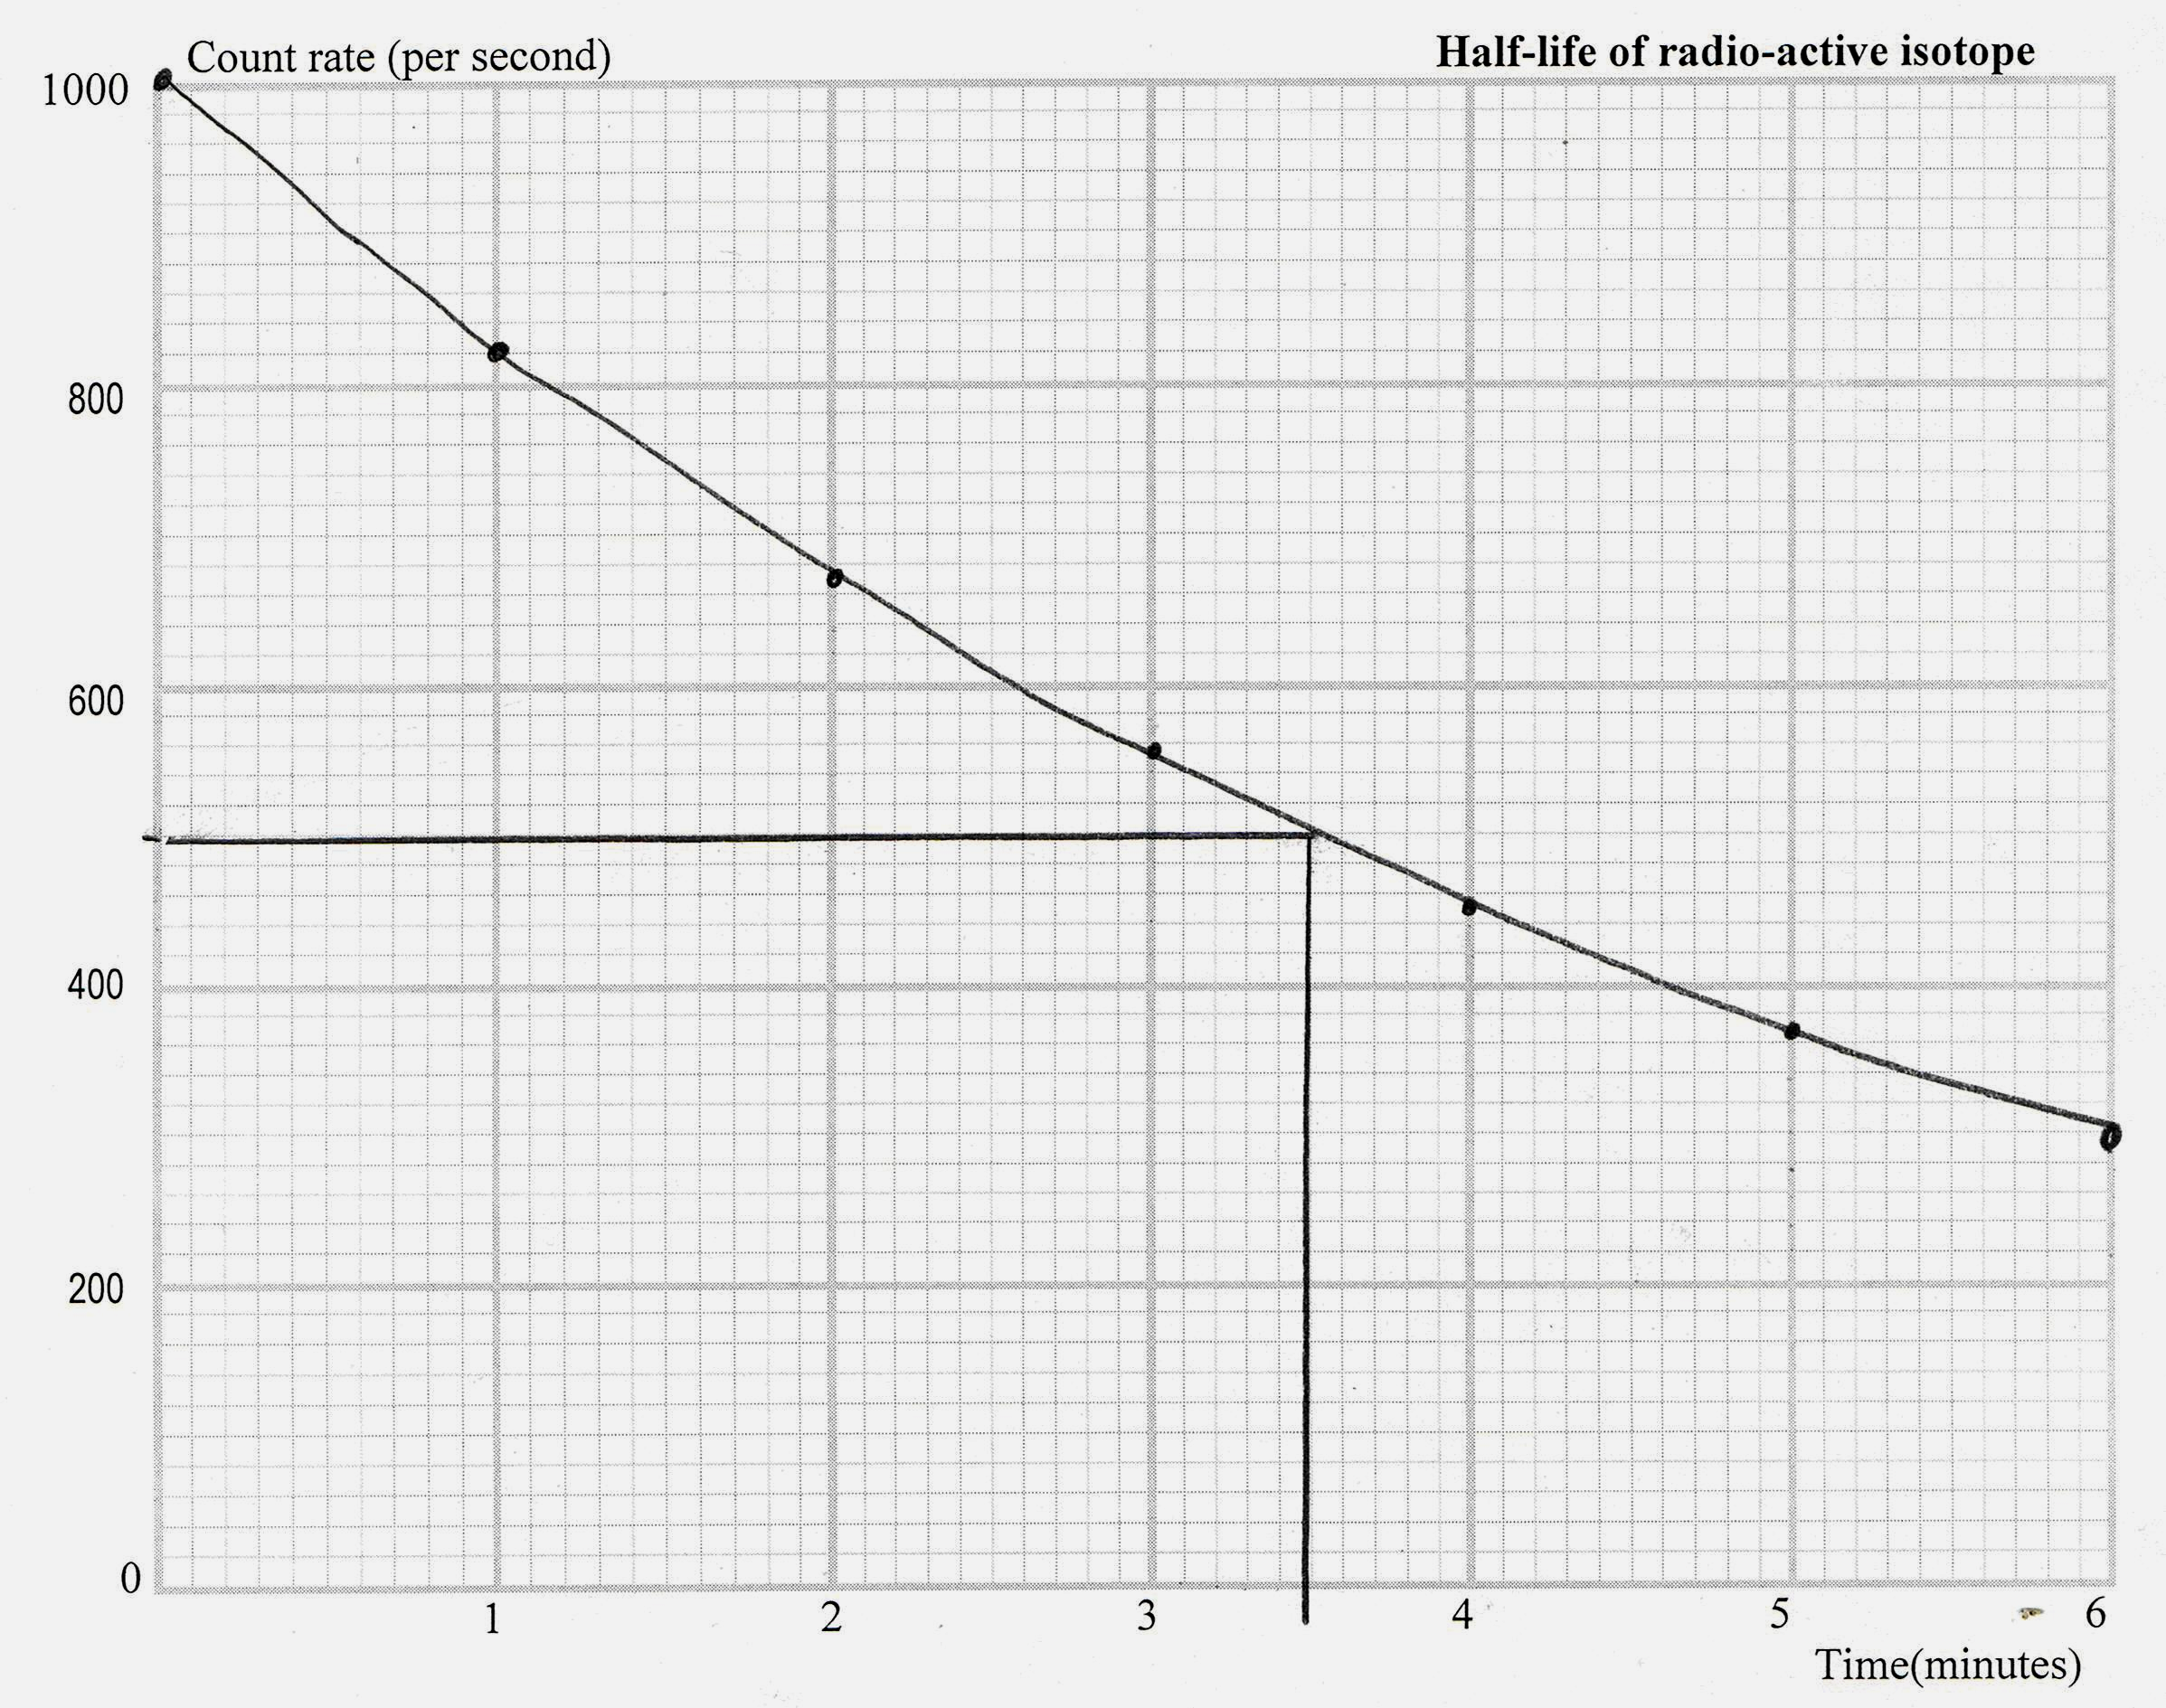 Count rate (per second)
Half-life of radio-active isotope
1000
800
600
400
200
0
1 2 3 4 5 6
Time(minutes)